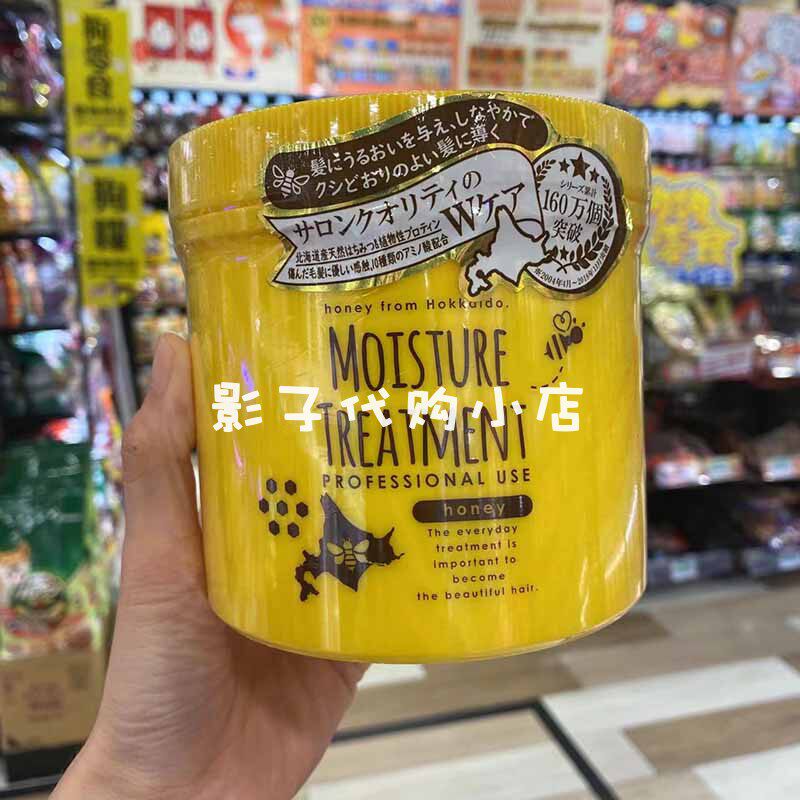 髪にうるおいを与え、しなやかで
クシどおりのよい髪に導く
サロンクオリティの
Wケア
北海道産天然はちみつ&植物性プロテイン
傷んだ毛髪に優しい感触、10種類のアミノ酸配合
シリーズ累計
160万個
突破
honey from Hokkaido.
MOISTURE
影子代购小店
TREATMENT
PROFESSIONAL USE
honey
The everyday
treatment is
important to
become
the beautiful hair.